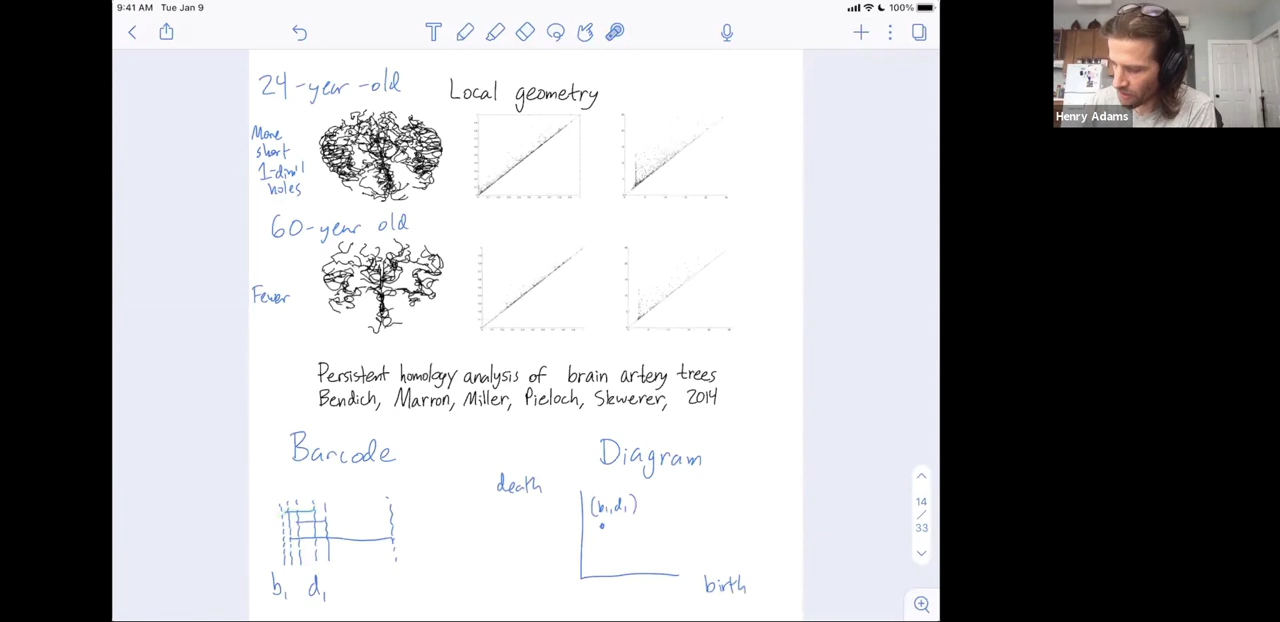 9:41 AM Tue Jan 9
100%
24-year-old
Local geometry
More
short
1-dim'l
holes
60-year old
Fewer
Persistent homology analysis of brain artery trees
Bendich, Marron, Miller, Pieloch, Skwerer, 2014
Barcode
Diagram
death
(b₁,d₁)
b₁ d₁
birth
14
/
33
Henry Adams